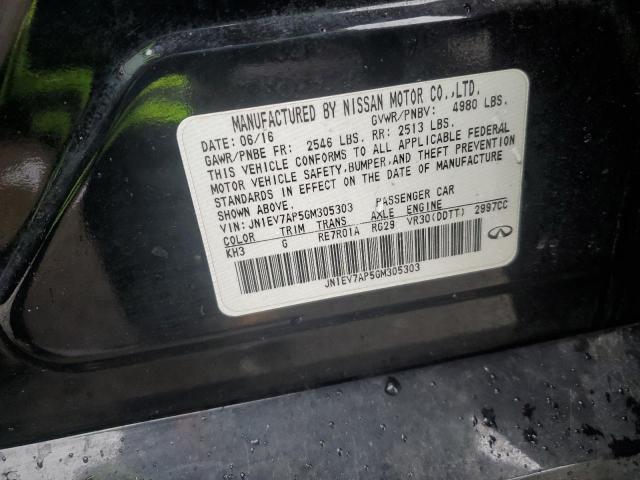 MANUFACTURED BY NISSAN MOTOR CO.,LTD.
DATE: 06/16 GVWR/PNBV: 4980 LBS.
GAWR/PNBE FR: 2546 LBS. RR: 2513 LBS.
THIS VEHICLE CONFORMS TO ALL APPLICABLE FEDERAL
MOTOR VEHICLE SAFETY,BUMPER,AND THEFT PREVENTION
STANDARDS IN EFFECT ON THE DATE OF MANUFACTURE
SHOWN ABOVE.
VIN: JN1EV7AP5GM305303 PASSENGER CAR
COLOR TRIM TRANS AXLE ENGINE
KH3 G RE7R01A RG29 VR30(DDTT) 2997CC
JN1EV7AP5GM305303